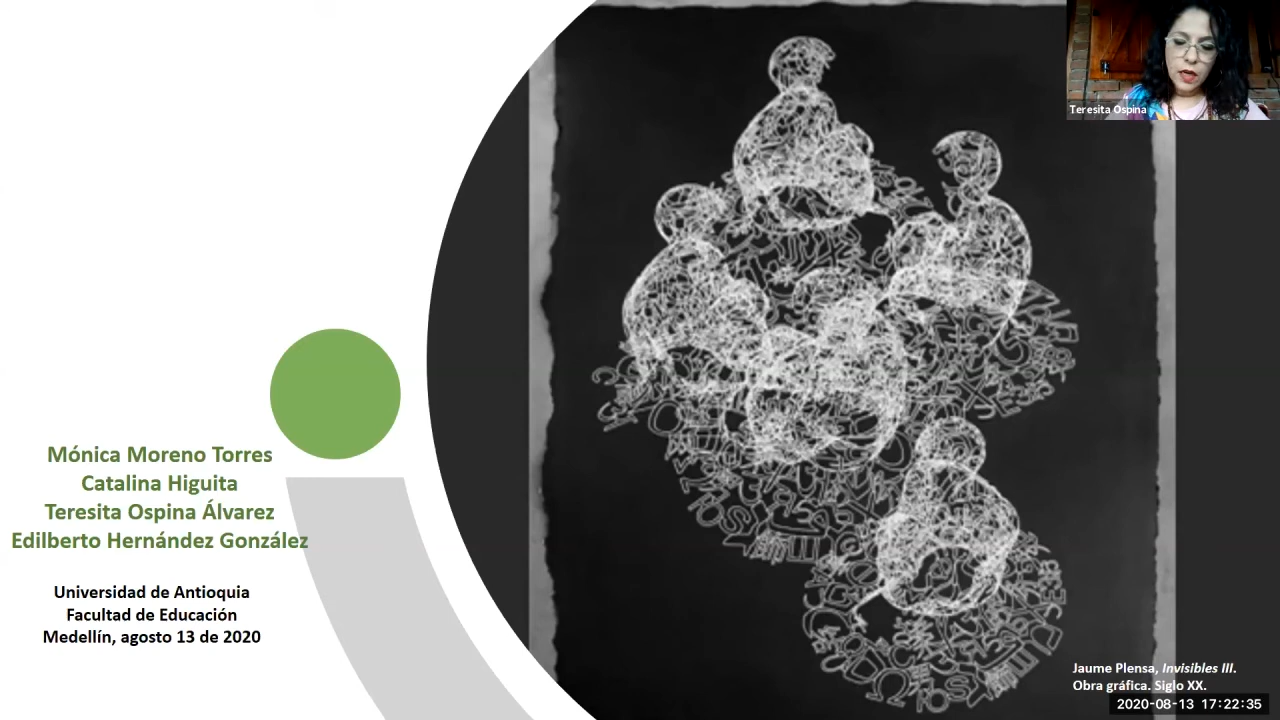 Teresita Ospina
Mónica Moreno Torres
Catalina Higuita
Teresita Ospina Álvarez
Edilberto Hernández González
Universidad de Antioquia
Facultad de Educación
Medellín, agosto 13 de 2020
Jaume Plensa, Invisibles III.
Obra gráfica. Siglo XX.
2020-08-13 17:22:35